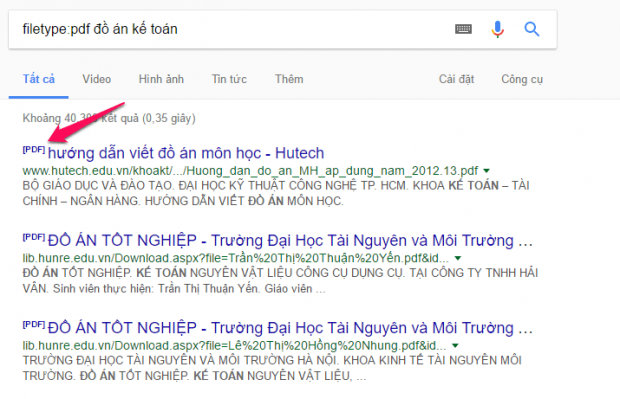 filetype:pdf đồ án kế toán
Tất cả Video Hình ảnh Tin tức Thêm Cài đặt Công cụ
Khoảng 40,300 kết quả (0,35 giây)
[PDF] hướng dẫn viết đồ án môn học - Hutech
www.hutech.edu.vn/khoakt/.../Huong_dan_do_an_MH_ap_dung_nam_2012.13.pdf
BỘ GIÁO DỤC VÀ ĐÀO TẠO. ĐẠI HỌC KỸ THUẬT CÔNG NGHỆ TP. HCM. KHOA KẾ TOÁN – TÀI
CHÍNH – NGÂN HÀNG. HƯỚNG DẪN VIẾT ĐỒ ÁN MÔN HỌC.
[PDF] ĐỒ ÁN TỐT NGHIỆP - Trường Đại Học Tài Nguyên và Môi Trường ...
lib.hunre.edu.vn/Download.aspx?file=Trần%20Thị%20Thuận%20Yến.pdf&id...
ĐỒ ÁN TỐT NGHIỆP. KẾ TOÁN NGUYÊN VẬT LIỆU CÔNG CỤ DỤNG CỤ. TẠI CÔNG TY TNHH HẢI
VÂN. Sinh viên thực hiện: Trần Thị Thuận Yến. Giáo viên ...
[PDF] ĐỒ ÁN TỐT NGHIỆP - Trường Đại Học Tài Nguyên và Môi Trường ...
lib.hunre.edu.vn/Download.aspx?file=Lê%20Thị%20Hồng%20Nhung.pdf&id...
TRƯỜNG ĐẠI HỌC TÀI NGUYÊN VÀ MÔI TRƯỜNG HÀ NỘI. KHOA KINH TẾ TÀI NGUYÊN MÔI
TRƯỜNG. ĐỒ ÁN TỐT NGHIỆP. KẾ TOÁN NGUYÊN VẬT LIỆU, ...